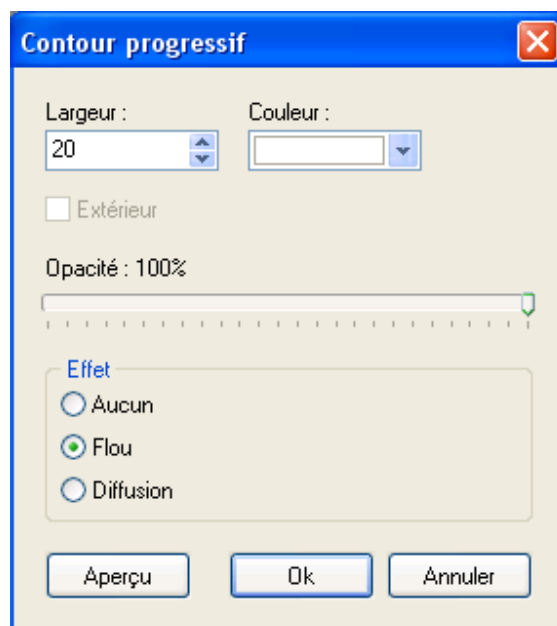 Contour progressif
Largeur : Couleur :
20
Extérieur
Opacité : 100%
Effet
Aucun
Flou
Diffusion
Aperçu Ok Annuler